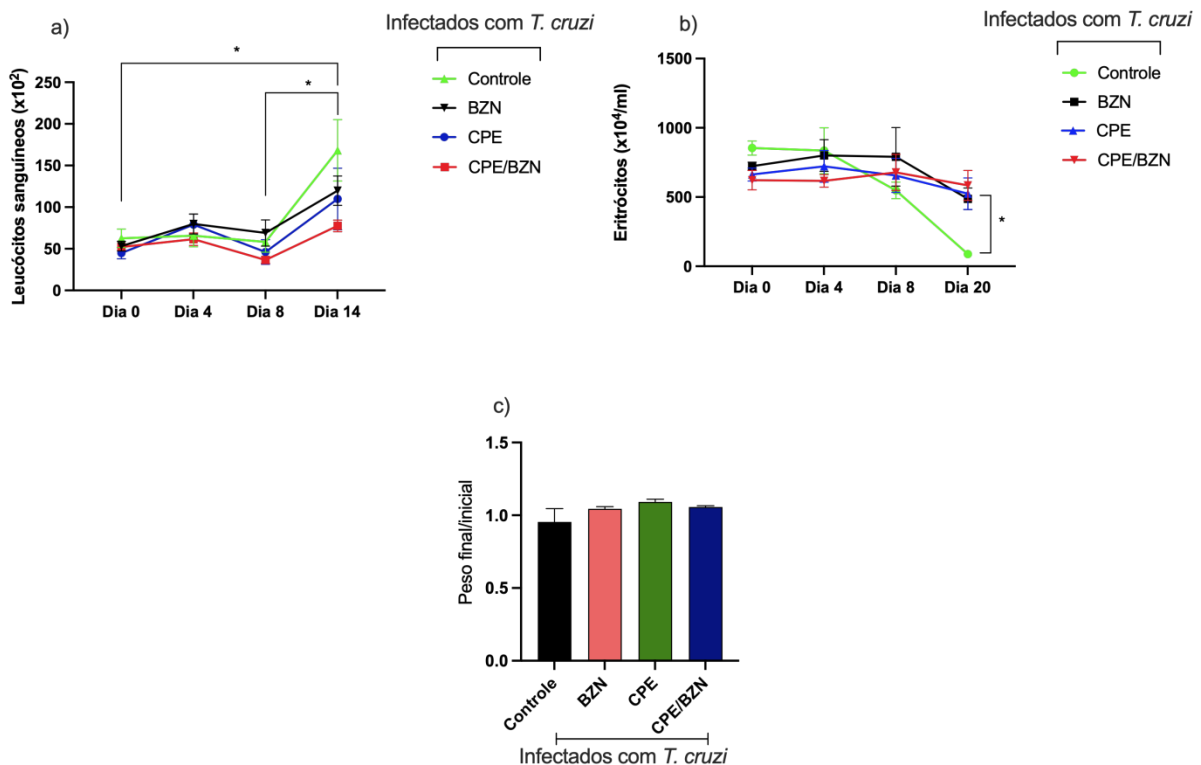 a)
Infectados com T. cruzi
*
*
Leucócitos sanguíneos (x10²)
250
200
150
100
50
0
Dia 0 Dia 4 Dia 8 Dia 14
Controle
BZN
CPE
CPE/BZN
b)
Infectados com T. cruzi
Eritrócitos (x10⁴/ml)
1500
1000
500
0
Dia 0 Dia 4 Dia 8 Dia 20
*
Controle
BZN
CPE
CPE/BZN
c)
Peso final/inicial
1.5
1.0
0.5
0.0
Controle BZN CPE CPE/BZN
Infectados com T. cruzi